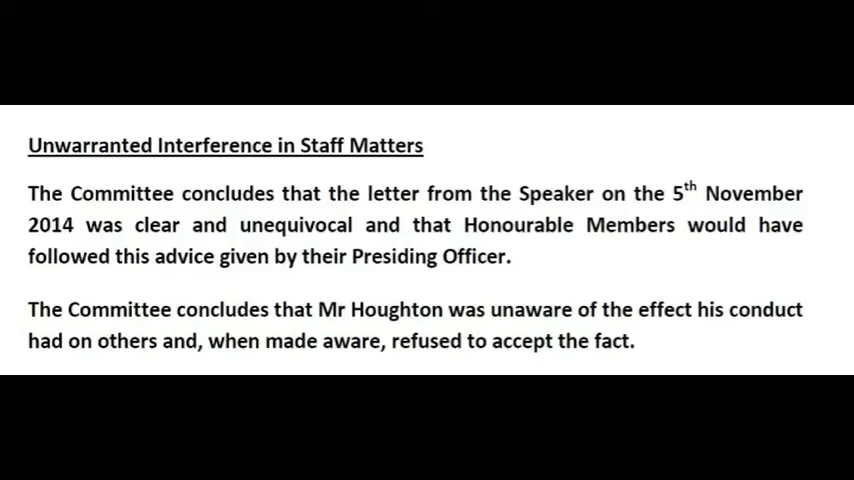 Unwarranted Interference in Staff Matters
The Committee concludes that the letter from the Speaker on the 5th November
2014 was clear and unequivocal and that Honourable Members would have
followed this advice given by their Presiding Officer.
The Committee concludes that Mr Houghton was unaware of the effect his conduct
had on others and, when made aware, refused to accept the fact.